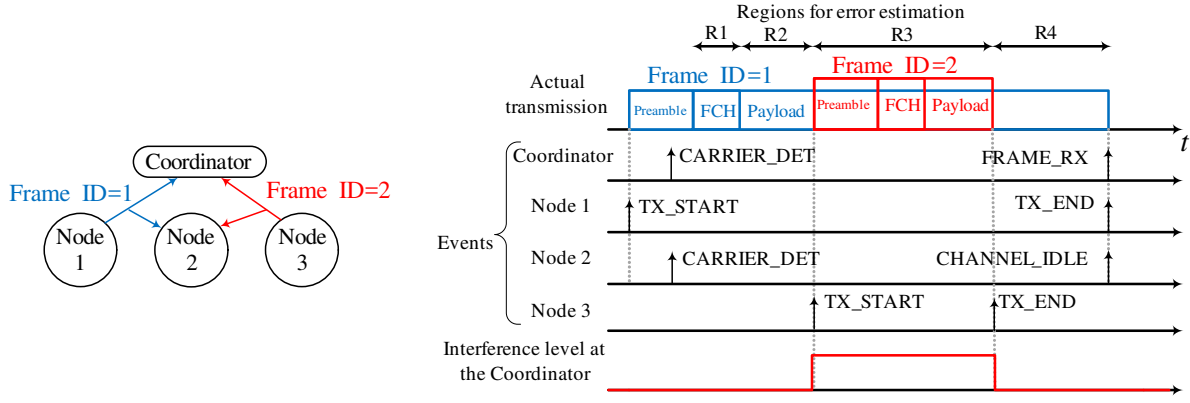 Coordinator
Frame ID=1
Frame ID=2
Node
1
Node
2
Node
3
Regions for error estimation
R1
R2
R3
R4
Actual
transmission
Frame ID=1
Frame ID=2
Preamble
FCH
Payload
Preamble
FCH
Payload
t
Events
Coordinator
CARRIER_DET
FRAME_RX
Node 1
TX_START
TX_END
Node 2
CARRIER_DET
CHANNEL_IDLE
Node 3
TX_START
TX_END
Interference level at
the Coordinator